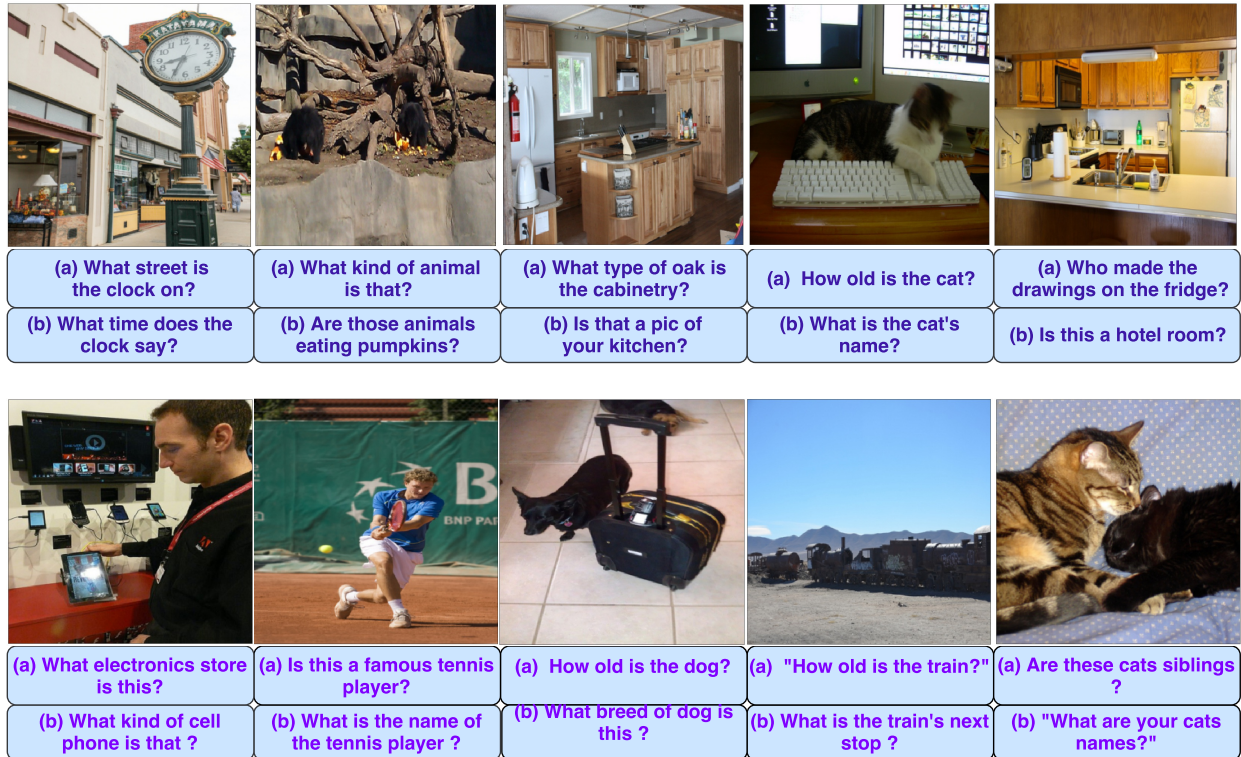 KATAYAMA
(a) What street is
the clock on?
(b) What time does the
clock say?
(a) What kind of animal
is that?
(b) Are those animals
eating pumpkins?
(a) What type of oak is
the cabinetry?
(b) Is that a pic of
your kitchen?
(a) How old is the cat?
(b) What is the cat's
name?
(a) Who made the
drawings on the fridge?
(b) Is this a hotel room?
B
BNP PAR
(a) What electronics store
is this?
(b) What kind of cell
phone is that ?
(a) Is this a famous tennis
player?
(b) What is the name of
the tennis player ?
(a) How old is the dog?
(b) What breed of dog is
this ?
(a) "How old is the train?"
(b) What is the train's next
stop ?
(a) Are these cats siblings
?
(b) "What are your cats
names?"